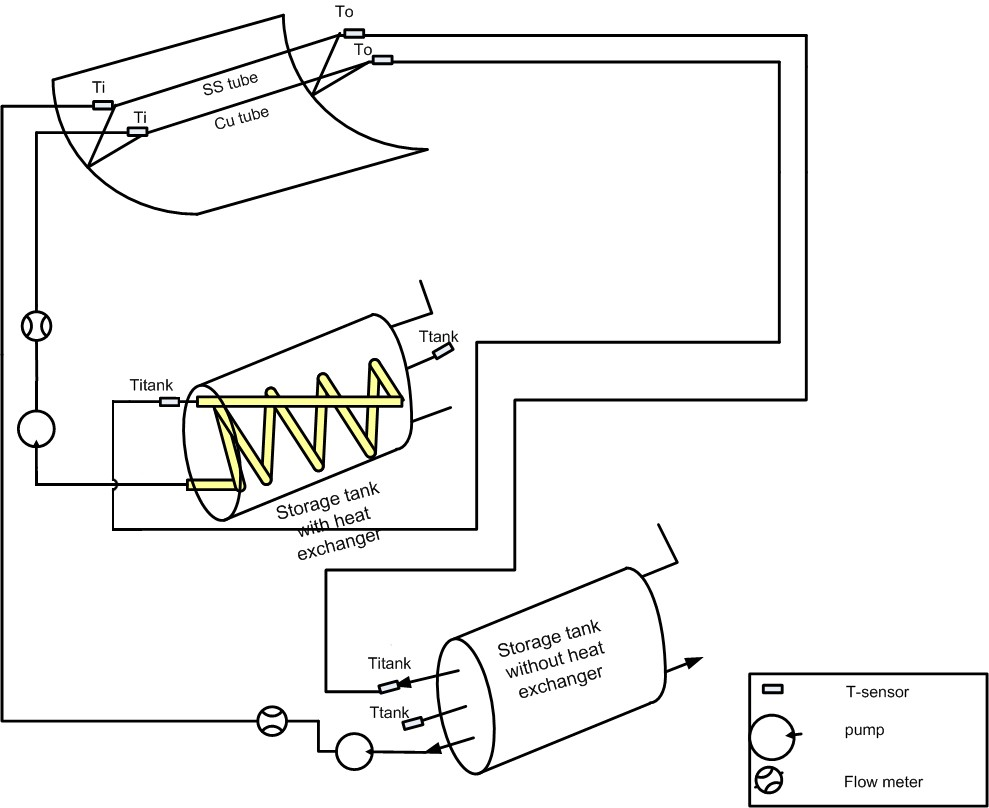 To
To
Ti
SS tube
Ti
Cu tube
Ttank
Titank
Storage tank
with heat
exchanger
Storage tank
without heat
exchanger
Titank
Ttank
T-sensor
pump
Flow meter